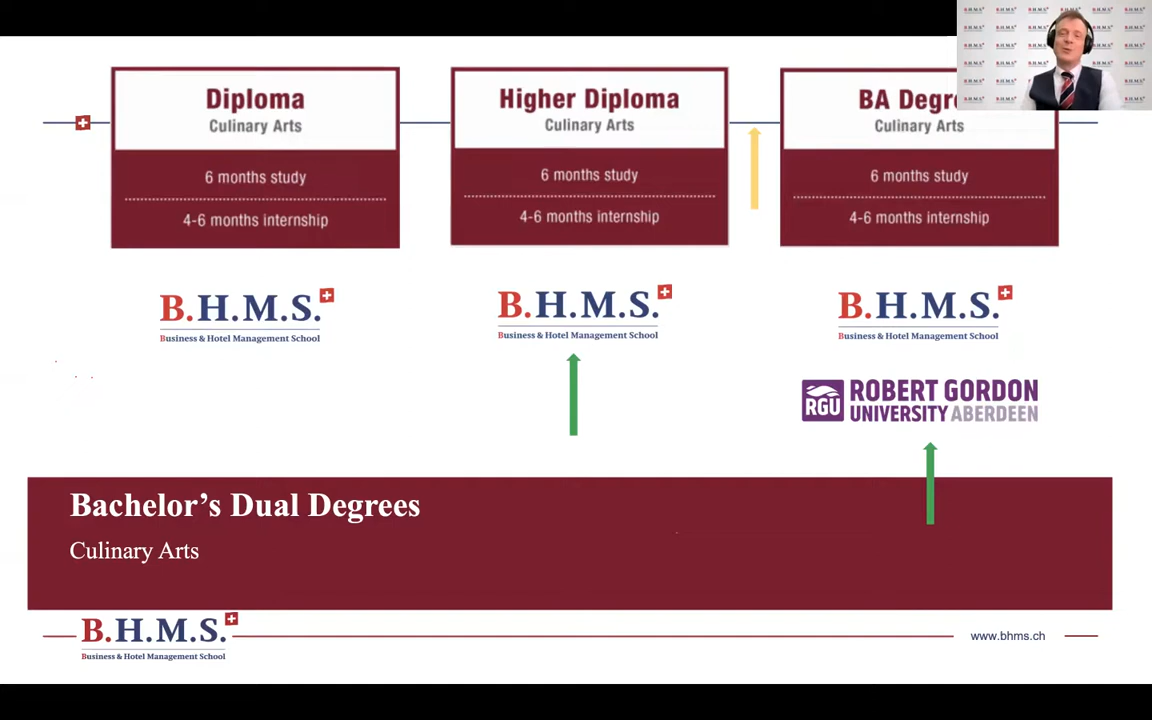 Diploma
Culinary Arts
6 months study
4-6 months internship
Higher Diploma
Culinary Arts
6 months study
4-6 months internship
BA Degr
Culinary Arts
6 months study
4-6 months internship
B.H.M.S.
Business & Hotel Management School
B.H.M.S.
Business & Hotel Management School
B.H.M.S.
Business & Hotel Management School
RGU
ROBERT GORDON
UNIVERSITY ABERDEEN
Bachelor’s Dual Degrees
Culinary Arts
B.H.M.S.
Business & Hotel Management School
www.bhms.ch